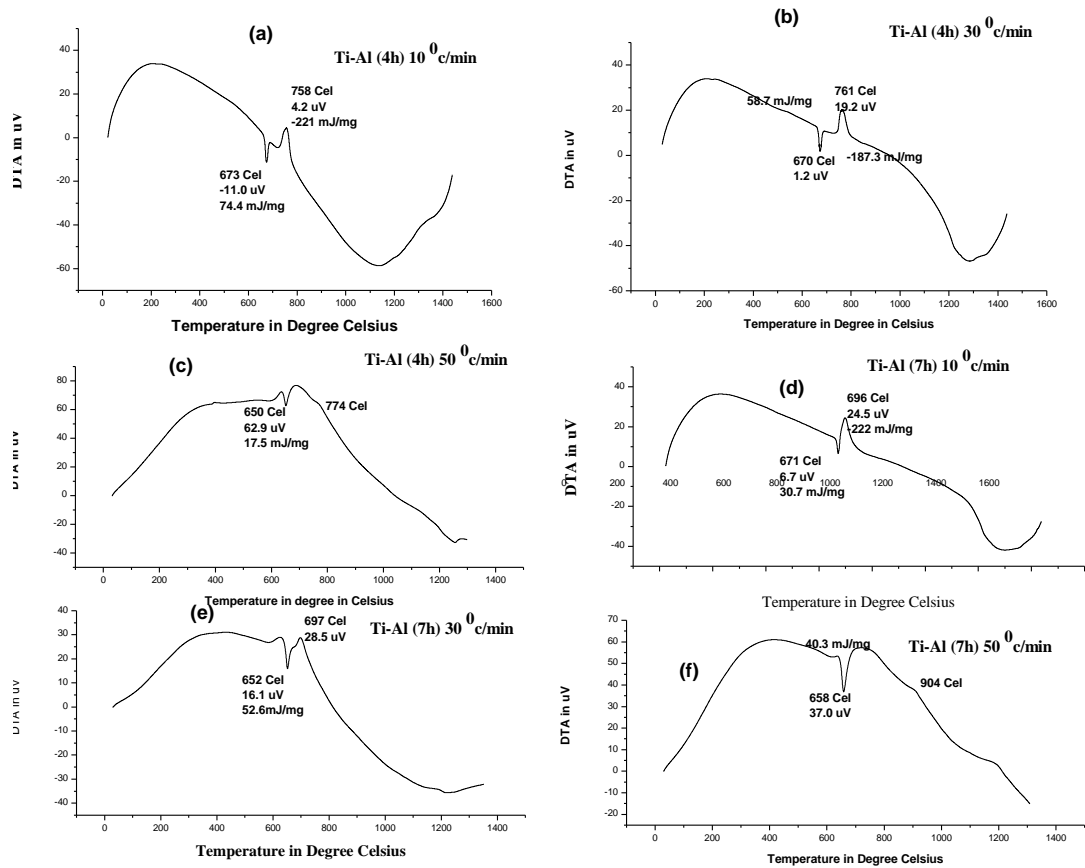 (a)
Ti-Al (4h) 10 0c/min
DTA in uV
40
20
0
-20
-40
-60
758 Cel
4.2 uV
-221 mJ/mg
673 Cel
-11.0 uV
74.4 mJ/mg
0 200 400 600 800 1000 1200 1400 1600
Temperature in Degree Celsius
(b)
Ti-Al (4h) 30 0c/min
DTA in uV
60
40
20
0
-20
-40
-60
58.7 mJ/mg
761 Cel
19.2 uV
670 Cel
1.2 uV
-187.3 mJ/mg
0 200 400 600 800 1000 1200 1400 1600
Temperature in Degree in Celsius
(c)
Ti-Al (4h) 50 0c/min
DTA in uV
80
60
40
20
0
-20
-40
650 Cel
62.9 uV
17.5 mJ/mg
774 Cel
0 200 400 600 800 1000 1200 1400
Temperature in degree in Celsius
(d)
Ti-Al (7h) 10 0c/min
DTA in uV
40
20
0
-20
-40
696 Cel
24.5 uV
-222 mJ/mg
671 Cel
6.7 uV
30.7 mJ/mg
0 200 400 600 800 1000 1200 1400 1600
Temperature in Degree Celsius
(e)
Ti-Al (7h) 30 0c/min
DTA in uV
40
30
20
10
0
-10
-20
-30
-40
697 Cel
28.5 uV
652 Cel
16.1 uV
52.6mJ/mg
0 200 400 600 800 1000 1200 1400
Temperature in Degree Celsius
(f)
Ti-Al (7h) 50 0c/min
DTA in uV
70
60
50
40
30
20
10
0
-10
-20
40.3 mJ/mg
658 Cel
37.0 uV
904 Cel
0 200 400 600 800 1000 1200 1400
Temperature in Degree Celsius